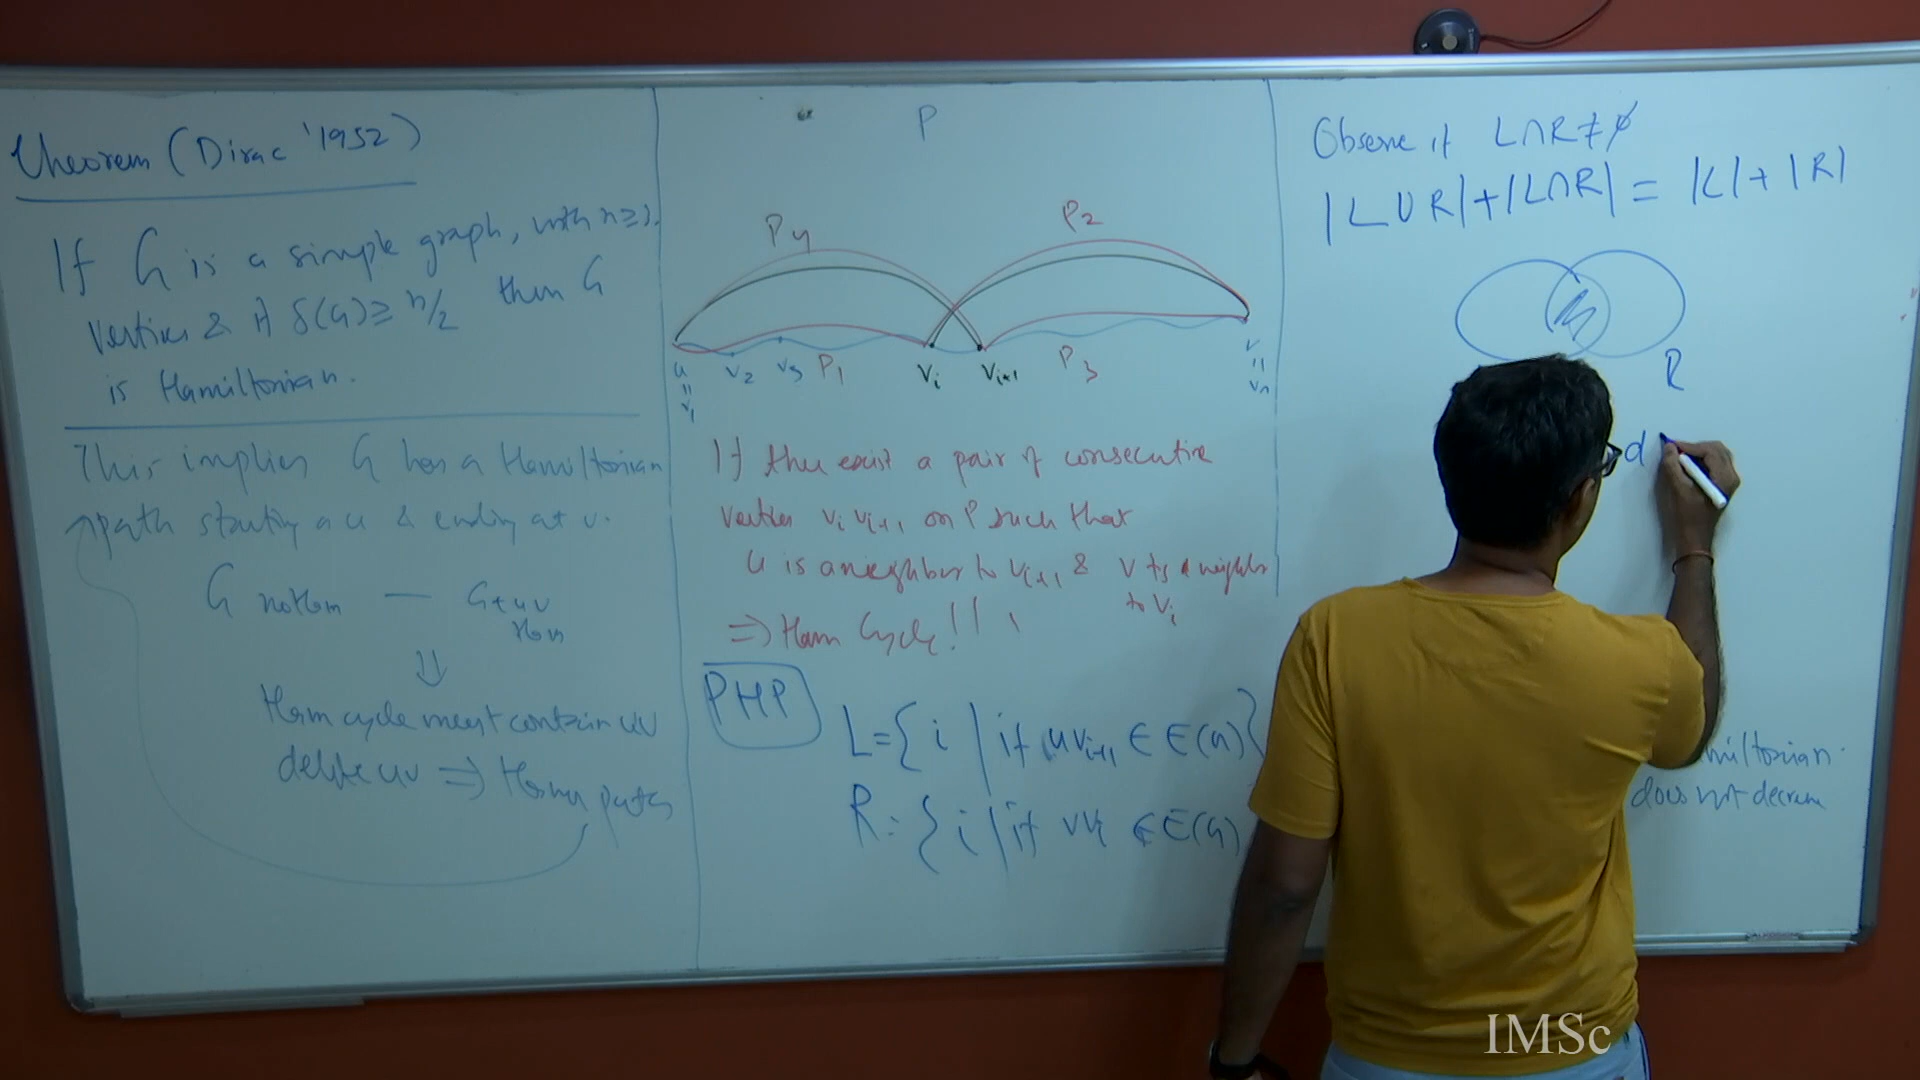 Theorem (Dirac '1952)
If G is a simple graph, with n≥3
vertices & if δ(G) ≥ n/2 then G
is Hamiltonian.
This implies G has a Hamiltonian
path starting at u & ending at v.
G not Ham — G+uv
Ham
⇓
Ham cycle must contain uv
delete uv ⇒ Ham path
P
P4
P2
u v2 v3 P1 vi vi+1 P3 v
=
v1
=
vn
If there exist a pair of consecutive
vertices vi vi+1 on P such that
u is a neighbor to vi+1 & v is a neighbor
to vi
⇒ Ham Cycle!!
PHP
L={ i | if uvi+1 ∈ E(G)}
R: { i | if vvi ∈ E(G)
Observe if L∩R≠∅
|L∪R|+|L∩R| = |L|+|R|
R
d
miltonian.
does not decrease
IMSc